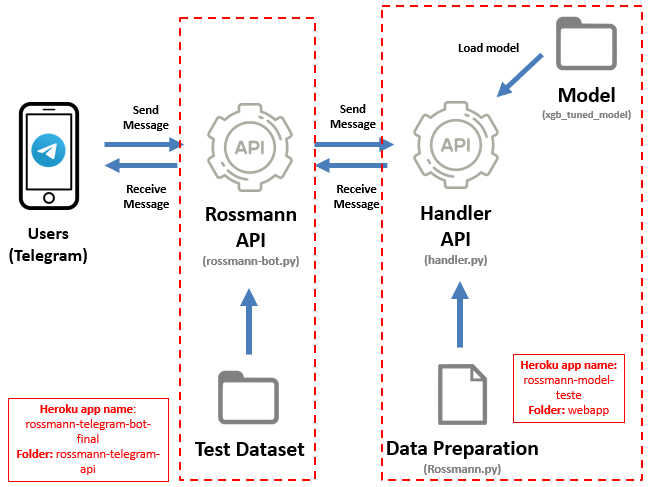 Load model
Model
(xgb_tuned_model)
Send
Message
API
Send
Message
API
Receive
Message
Receive
Message
Users
(Telegram)
Rossmann
API
(rossmann-bot.py)
Handler
API
(handler.py)
Heroku app name:
rossmann-model-
teste
Folder: webapp
Heroku app name:
rossmann-telegram-bot-
final
Folder: rossmann-telegram-
api
Test Dataset
Data Preparation
(Rossmann.py)